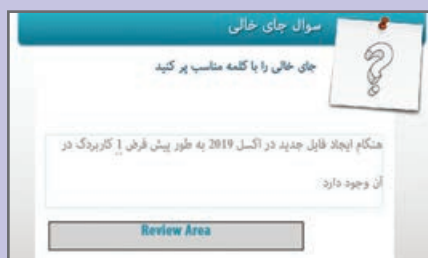 سوال جای خالی
جای خالی را با کلمه مناسب پر کنید
هنگام ایجاد فایل جدید در اکسل 2019 به طور پیش فرض 1 کاربردگ در
آن وجود دارد
Review Area